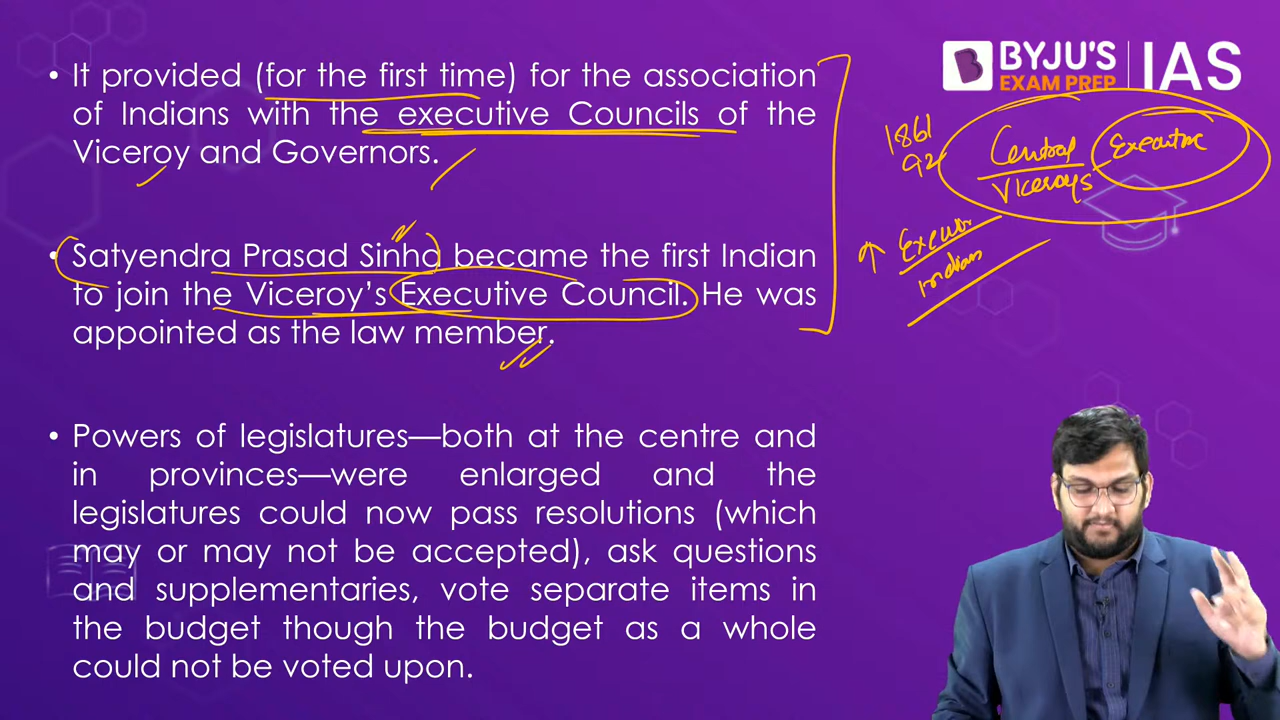 • It provided (for the first time) for the association
of Indians with the executive Councils of the
Viceroy and Governors.
• Satyendra Prasad Sinha became the first Indian
to join the Viceroy’s Executive Council. He was
appointed as the law member.
• Powers of legislatures—both at the centre and
in provinces—were enlarged and the
legislatures could now pass resolutions (which
may or may not be accepted), ask questions
and supplementaries, vote separate items in
the budget though the budget as a whole
could not be voted upon.
BYJU'S
EXAM PREP
IAS
1861
92
Central
Viceroys
Indian